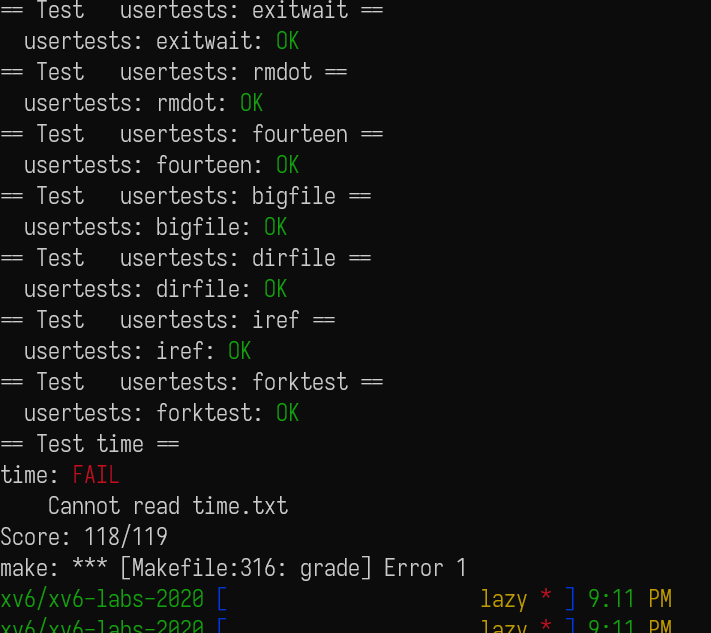 == Test   usertests: exitwait ==
  usertests: exitwait: OK
== Test   usertests: rmdot ==
  usertests: rmdot: OK
== Test   usertests: fourteen ==
  usertests: fourteen: OK
== Test   usertests: bigfile ==
  usertests: bigfile: OK
== Test   usertests: dirfile ==
  usertests: dirfile: OK
== Test   usertests: iref ==
  usertests: iref: OK
== Test   usertests: forktest ==
  usertests: forktest: OK
== Test time ==
time: FAIL
    Cannot read time.txt
Score: 118/119
make: *** [Makefile:316: grade] Error 1
xv6/xv6-labs-2020 [                     lazy * ] 9:11 PM
xv6/xv6-labs-2020 [                     lazy * ] 9:11 PM